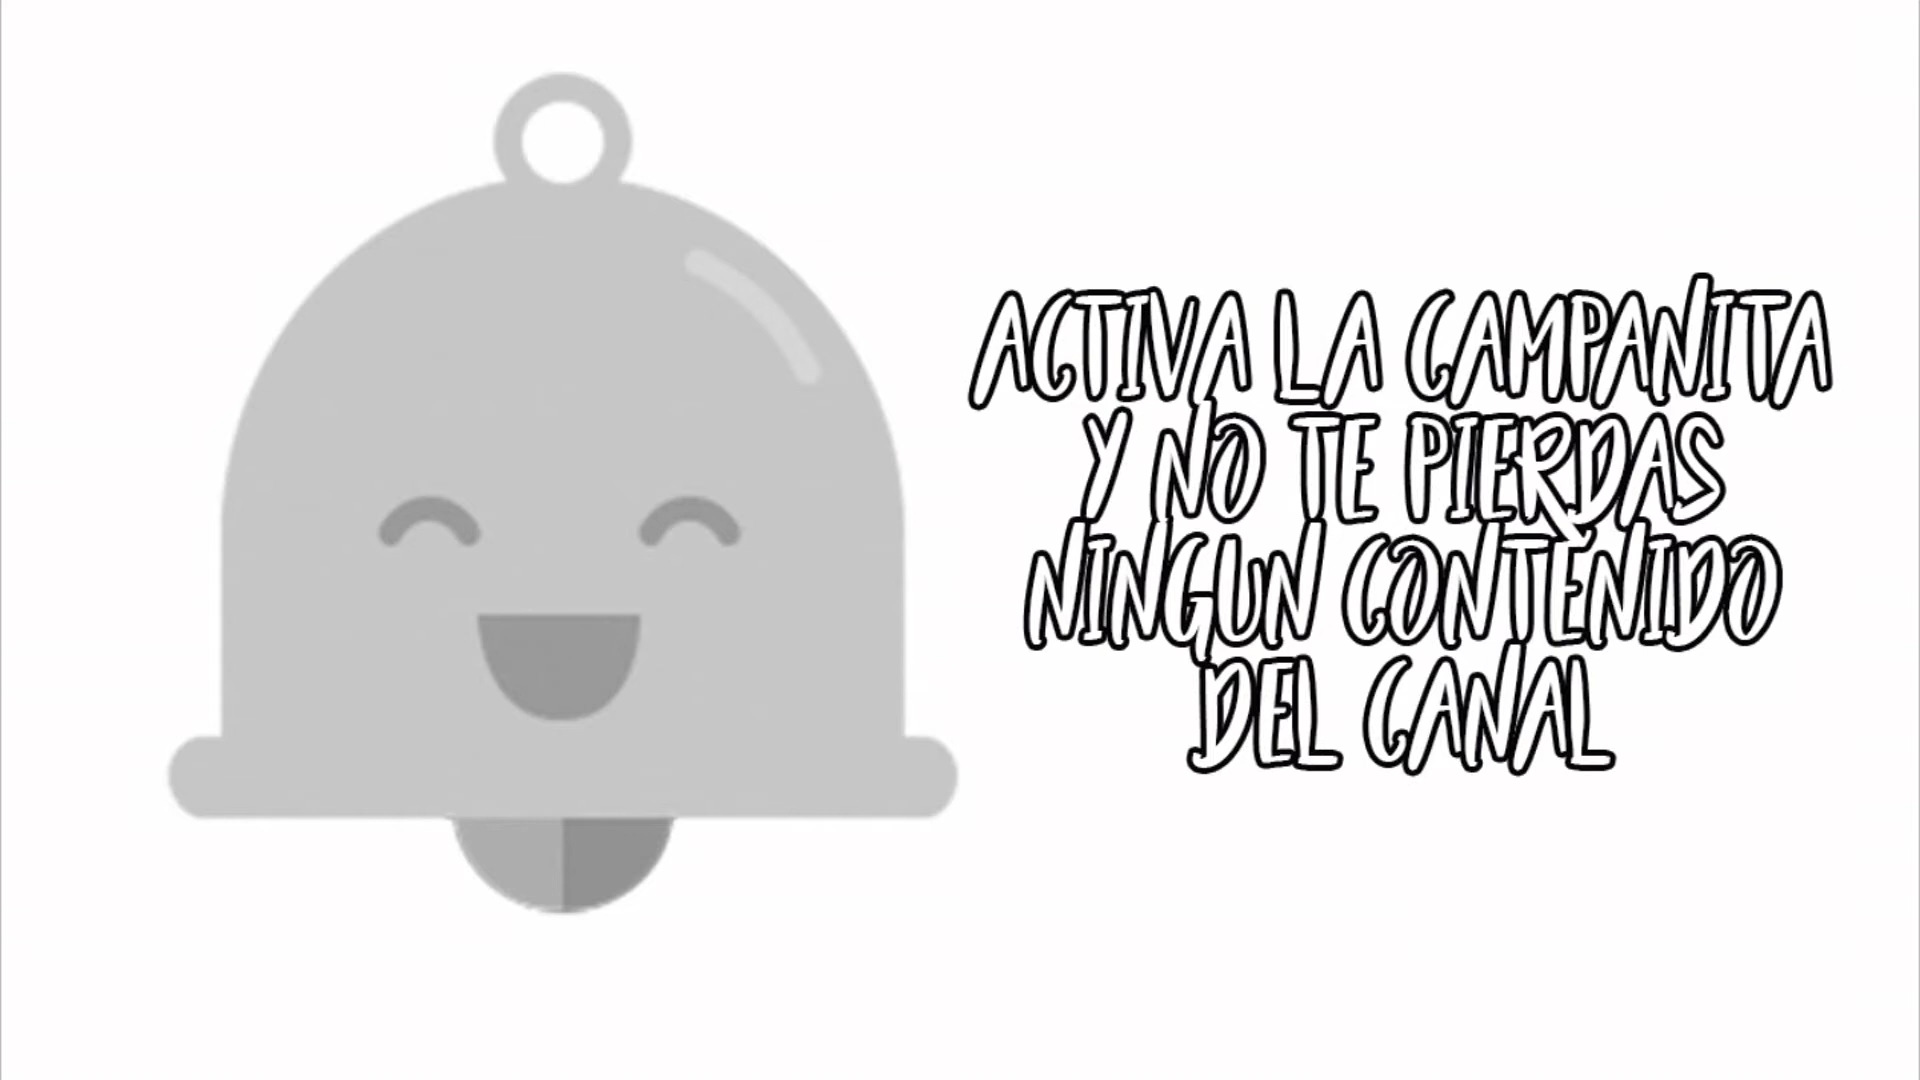 ACTIVA LA CAMPANITA
Y NO TE PIERDAS
NINGUN CONTENIDO
DEL CANAL